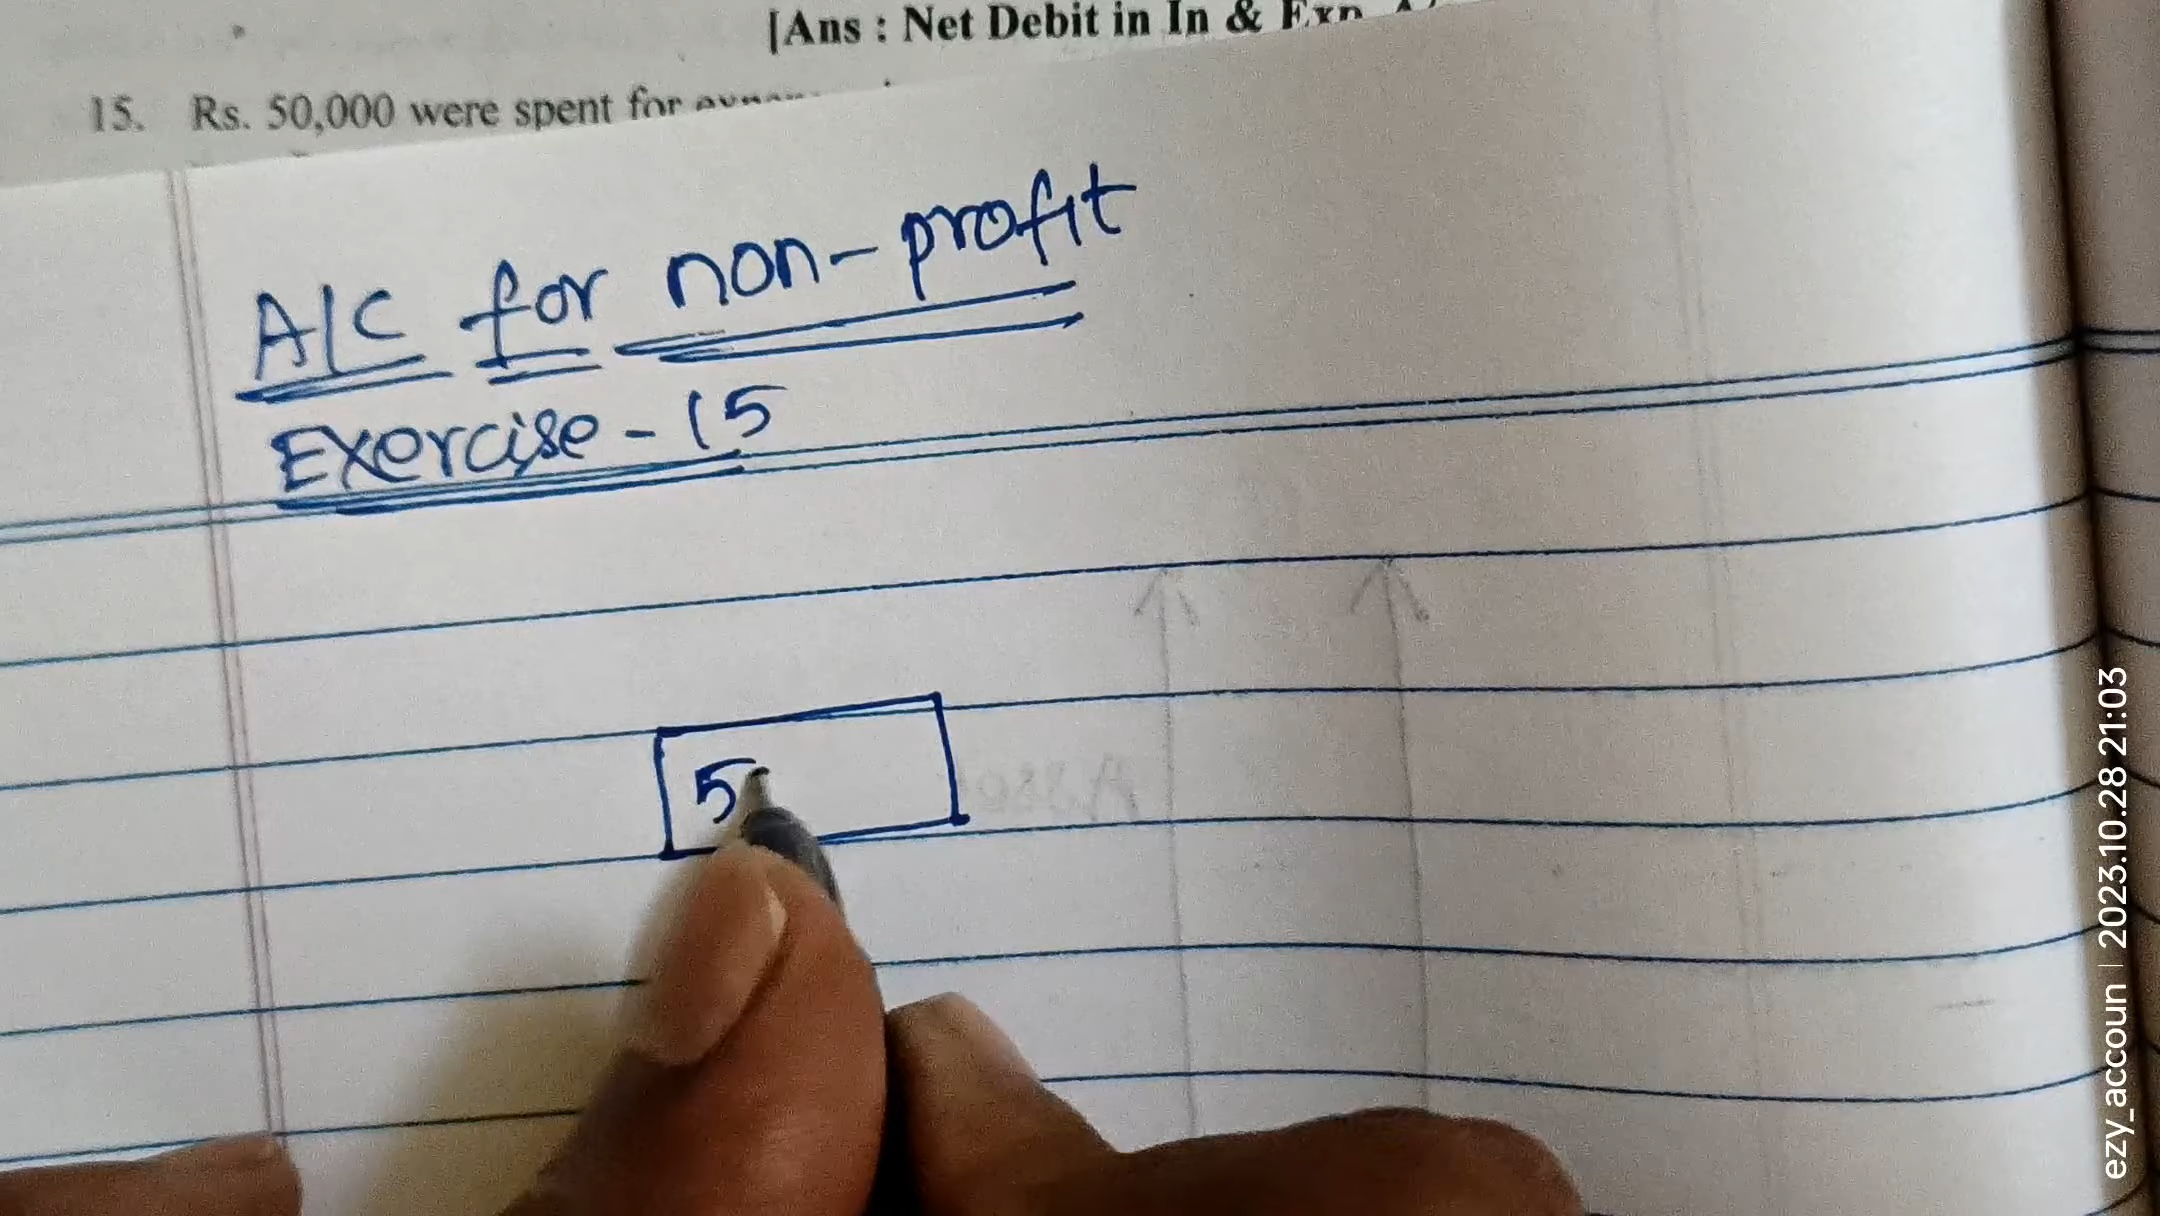 [Ans : Net Debit in In & Exp
15. Rs. 50,000 were spent for
A/C for non-profit
Exercise - 15
5
ezy_accoun | 2023.10.28 21:03